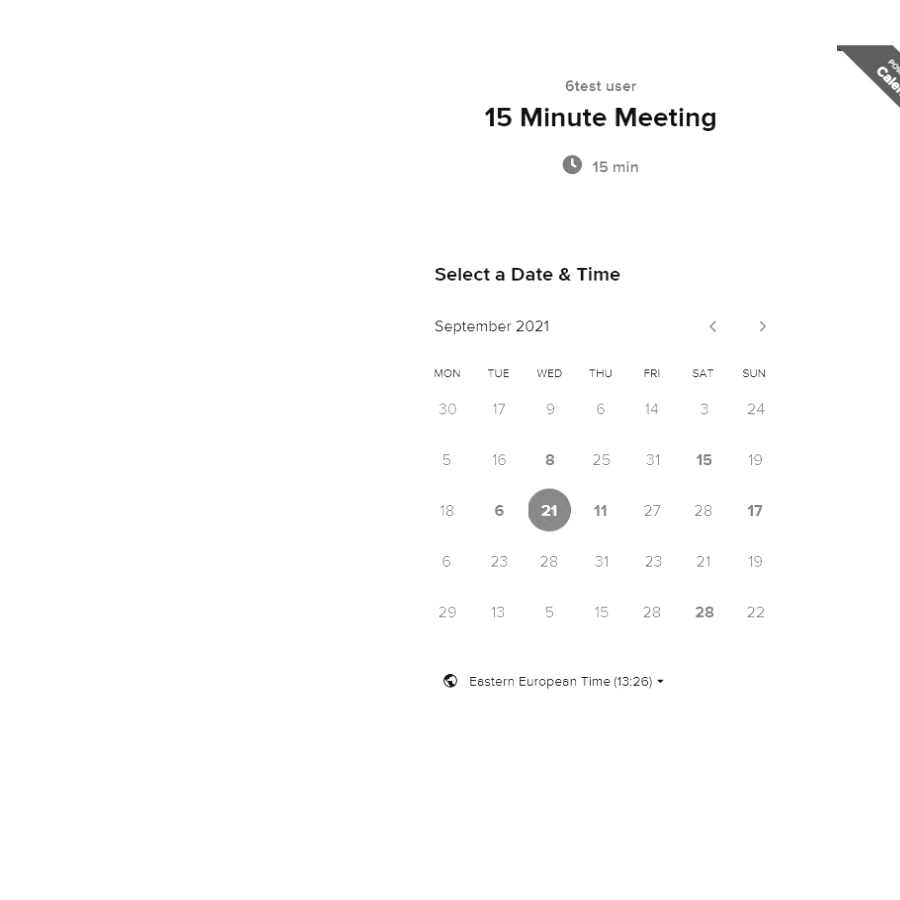 6test user
15 Minute Meeting
15 min
Select a Date & Time
September 2021
MON TUE WED THU FRI SAT SUN
30 17 9 6 14 3 24
5 16 8 25 31 15 19
18 6 21 11 27 28 17
6 23 28 31 23 21 19
29 13 5 15 28 28 22
Eastern European Time (13:26)